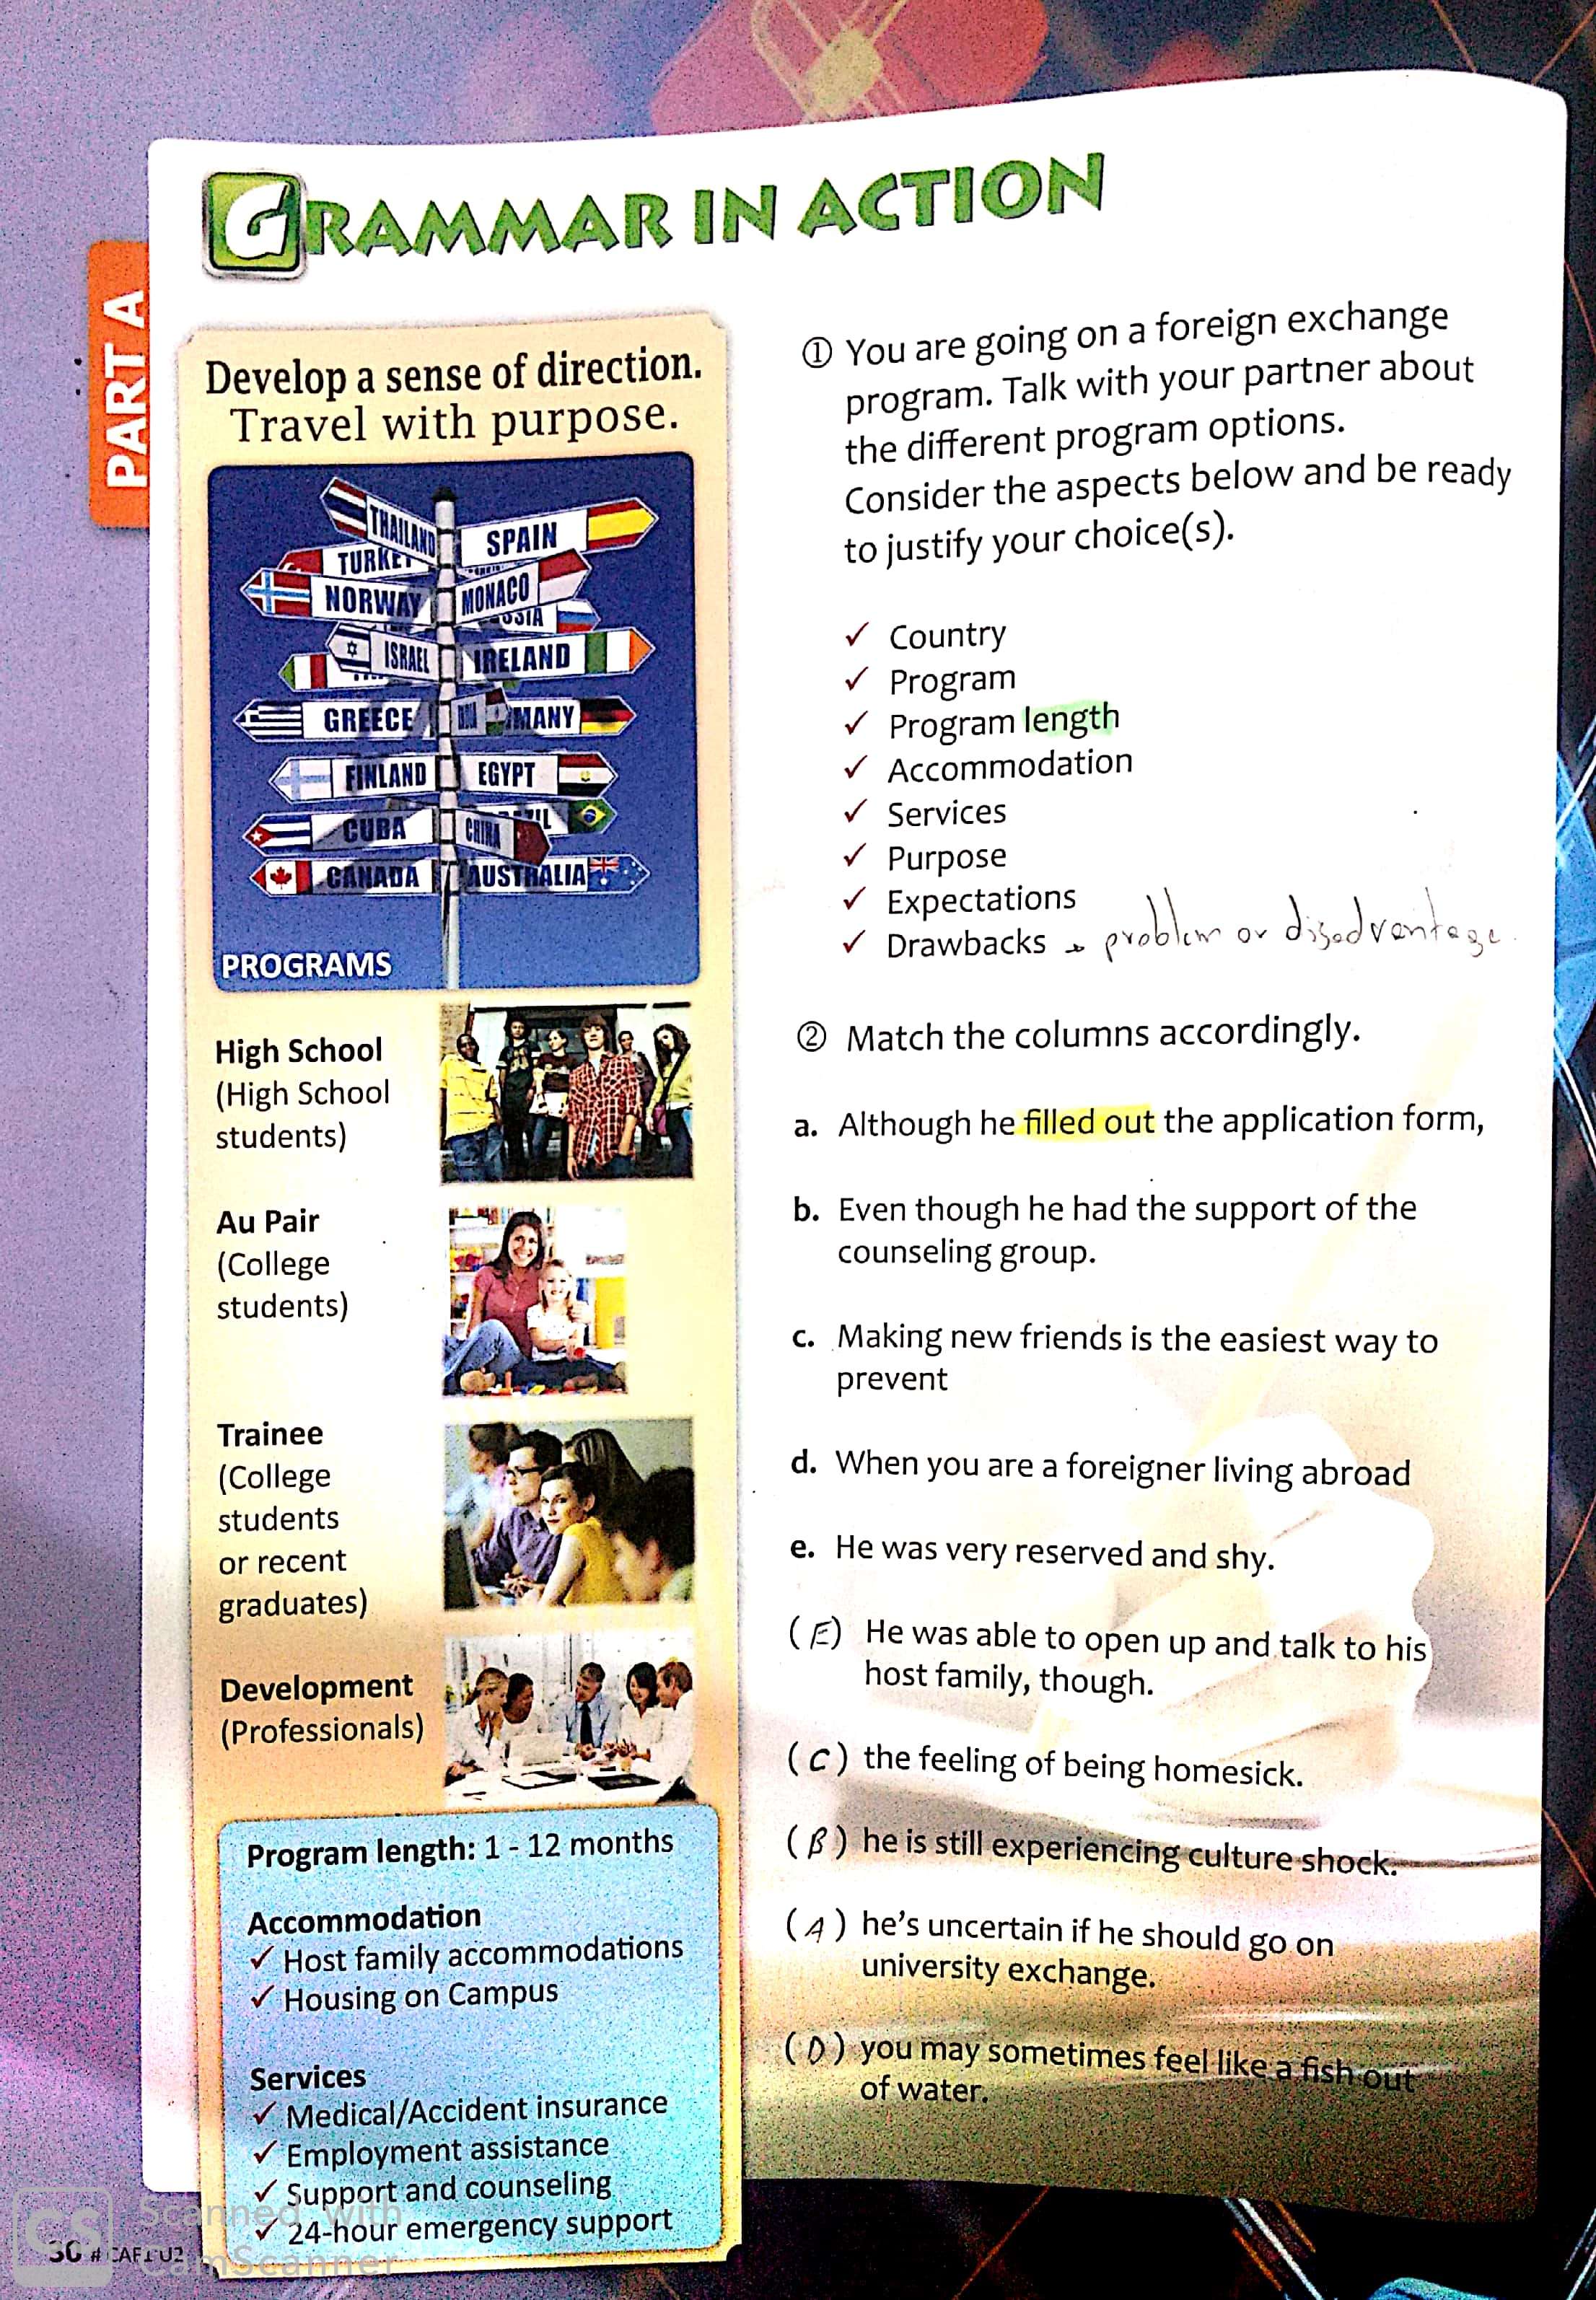 GRAMMAR IN ACTION
PART A
Develop a sense of direction.
Travel with purpose.
THAILAND
SPAIN
TURKEY
NORWAY
MONACO
ISRAEL
IRELAND
GREECE
MANY
FINLAND
EGYPT
CUBA
CHINA
CANADA
AUSTRALIA
PROGRAMS
High School
(High School
students)
Au Pair
(College
students)
Trainee
(College
students
or recent
graduates)
Development
(Professionals)
Program length: 1 - 12 months
Accommodation
✓ Host family accommodations
✓ Housing on Campus
Services
✓ Medical/Accident insurance
✓ Employment assistance
✓ Support and counseling
✓ 24-hour emergency support
① You are going on a foreign exchange
program. Talk with your partner about
the different program options.
Consider the aspects below and be ready
to justify your choice(s).
✓ Country
✓ Program
✓ Program length
✓ Accommodation
✓ Services
✓ Purpose
✓ Expectations
✓ Drawbacks → problem or disadvantage.
② Match the columns accordingly.
a. Although he filled out the application form,
b. Even though he had the support of the
counseling group.
c. Making new friends is the easiest way to
prevent
d. When you are a foreigner living abroad
e. He was very reserved and shy.
(E) He was able to open up and talk to his
host family, though.
(C) the feeling of being homesick.
(B) he is still experiencing culture shock.
(A) he's uncertain if he should go on
university exchange.
(D) you may sometimes feel like a fish out
of water.
CS
Scanned with
CamScanner